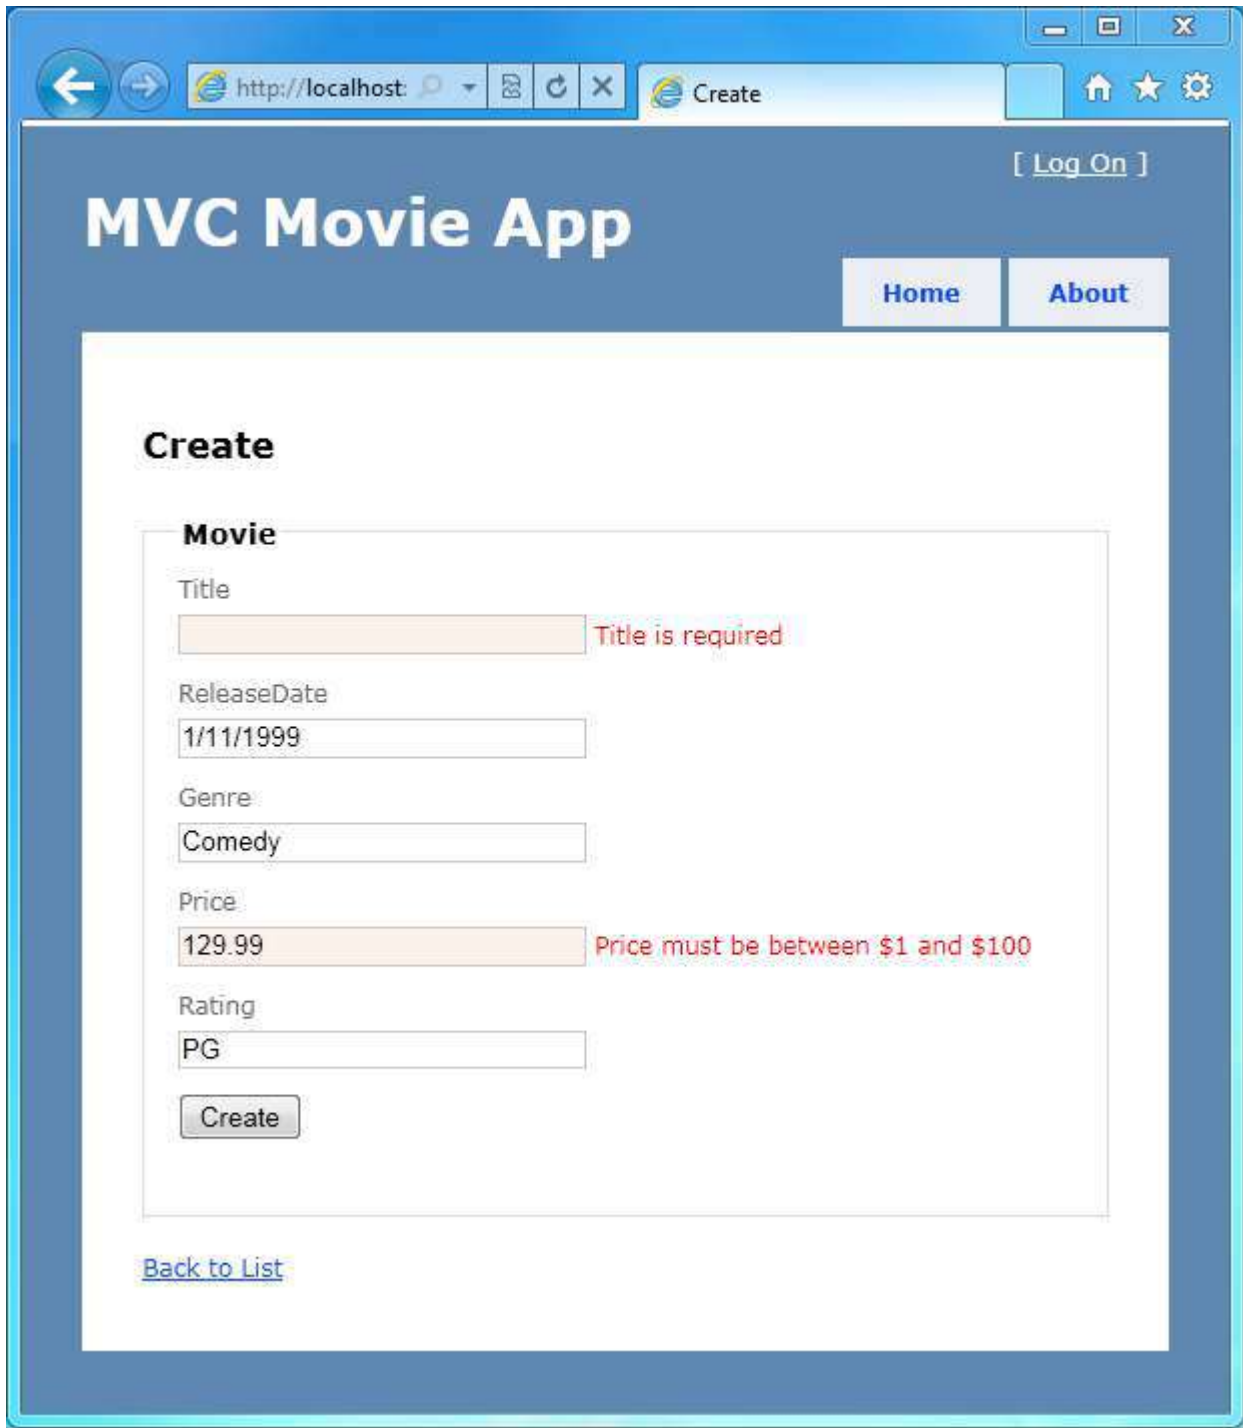 http://localhost:
Create
[ Log On ]
MVC Movie App
Home About
Create
Movie
Title
Title is required
ReleaseDate
1/11/1999
Genre
Comedy
Price
129.99 Price must be between $1 and $100
Rating
PG
Create
Back to List